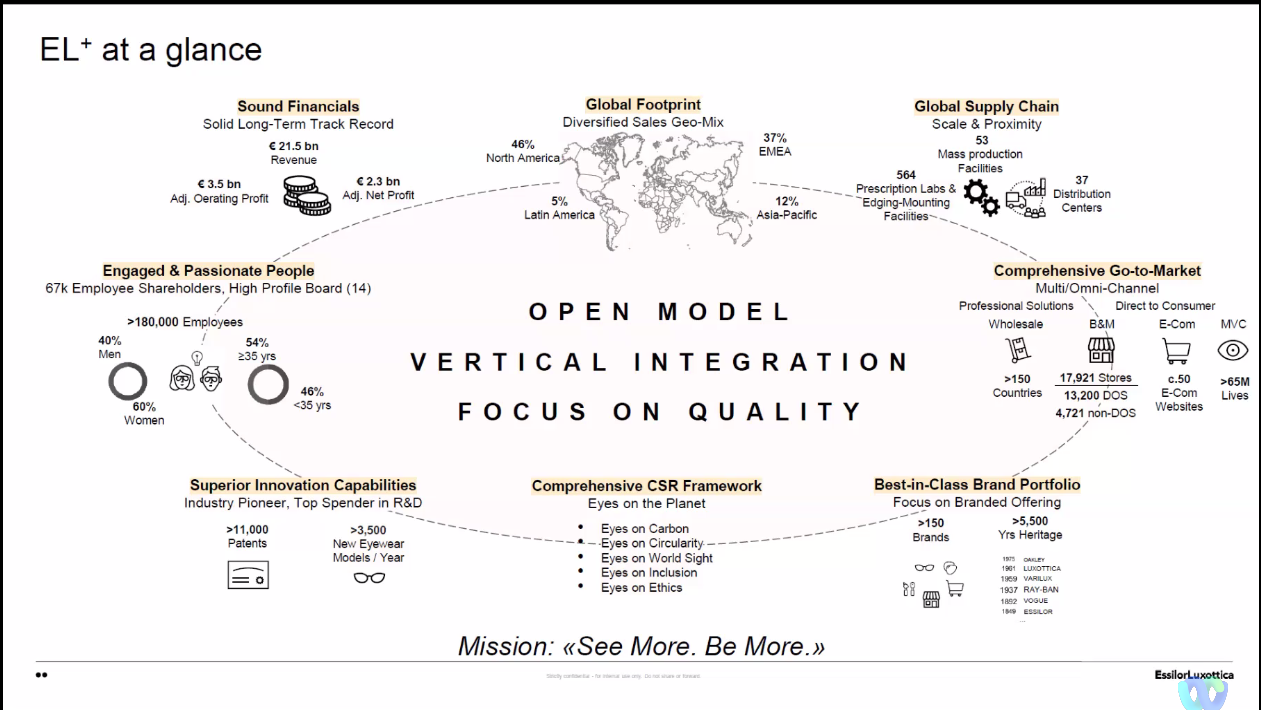 EL+ at a glance
Sound Financials
Solid Long-Term Track Record
€ 21.5 bn
Revenue
€ 3.5 bn
Adj. Oerating Profit
€ 2.3 bn
Adj. Net Profit
Global Footprint
Diversified Sales Geo-Mix
46%
North America
37%
EMEA
5%
Latin America
12%
Asia-Pacific
Global Supply Chain
Scale & Proximity
53
Mass production
Facilities
564
Prescription Labs &
Edging-Mounting
Facilities
37
Distribution
Centers
Engaged & Passionate People
67k Employee Shareholders, High Profile Board (14)
>180,000 Employees
40%
Men
60%
Women
54%
≥35 yrs
46%
<35 yrs
OPEN MODEL
VERTICAL INTEGRATION
FOCUS ON QUALITY
Comprehensive Go-to-Market
Multi/Omni-Channel
Professional Solutions
Direct to Consumer
Wholesale
B&M
E-Com
MVC
>150
Countries
17,921 Stores
13,200 DOS
4,721 non-DOS
c.50
E-Com
Websites
>65M
Lives
Superior Innovation Capabilities
Industry Pioneer, Top Spender in R&D
>11,000
Patents
>3,500
New Eyewear
Models / Year
Comprehensive CSR Framework
Eyes on the Planet
• Eyes on Carbon
• Eyes on Circularity
• Eyes on World Sight
• Eyes on Inclusion
• Eyes on Ethics
Best-in-Class Brand Portfolio
Focus on Branded Offering
>150
Brands
>5,500
Yrs Heritage
1975 OAKLEY
1961 LUXOTTICA
1959 VARILUX
1937 RAY-BAN
1892 VOGUE
1849 ESSILOR
...
Mission: «See More. Be More.»
Strictly confidential - for internal use only. Do not share or forward.
EssilorLuxottica